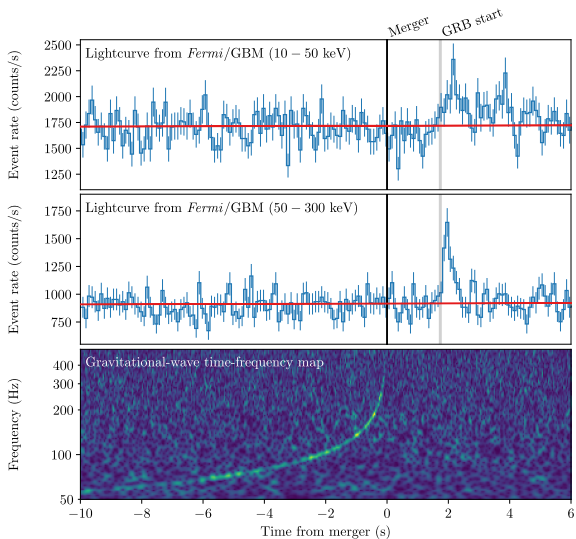 Merger
GRB start
Lightcurve from Fermi/GBM (10 − 50 keV)
Event rate (counts/s)
2500
2250
2000
1750
1500
1250
Lightcurve from Fermi/GBM (50 − 300 keV)
Event rate (counts/s)
1750
1500
1250
1000
750
Gravitational-wave time-frequency map
Frequency (Hz)
400
300
200
100
50
−10 −8 −6 −4 −2 0 2 4 6
Time from merger (s)